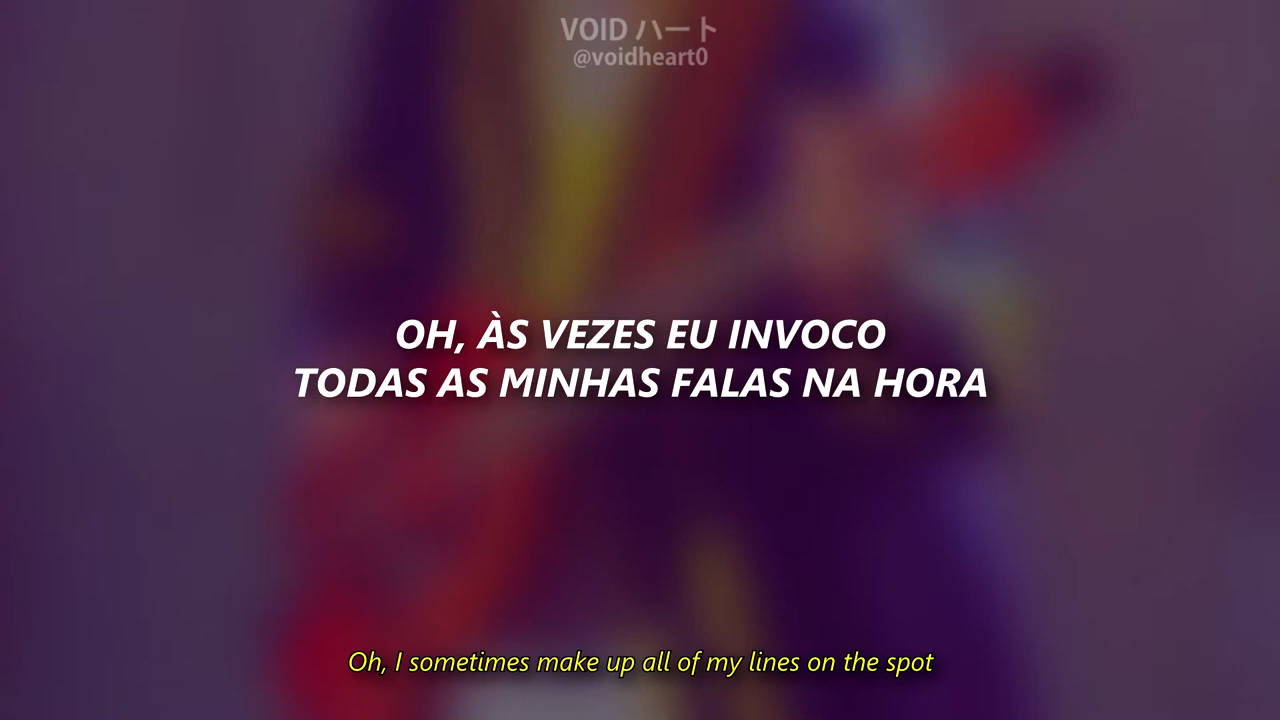 VOID ハート
@voidheart0
OH, ÀS VEZES EU INVOCO
TODAS AS MINHAS FALAS NA HORA
Oh, I sometimes make up all of my lines on the spot